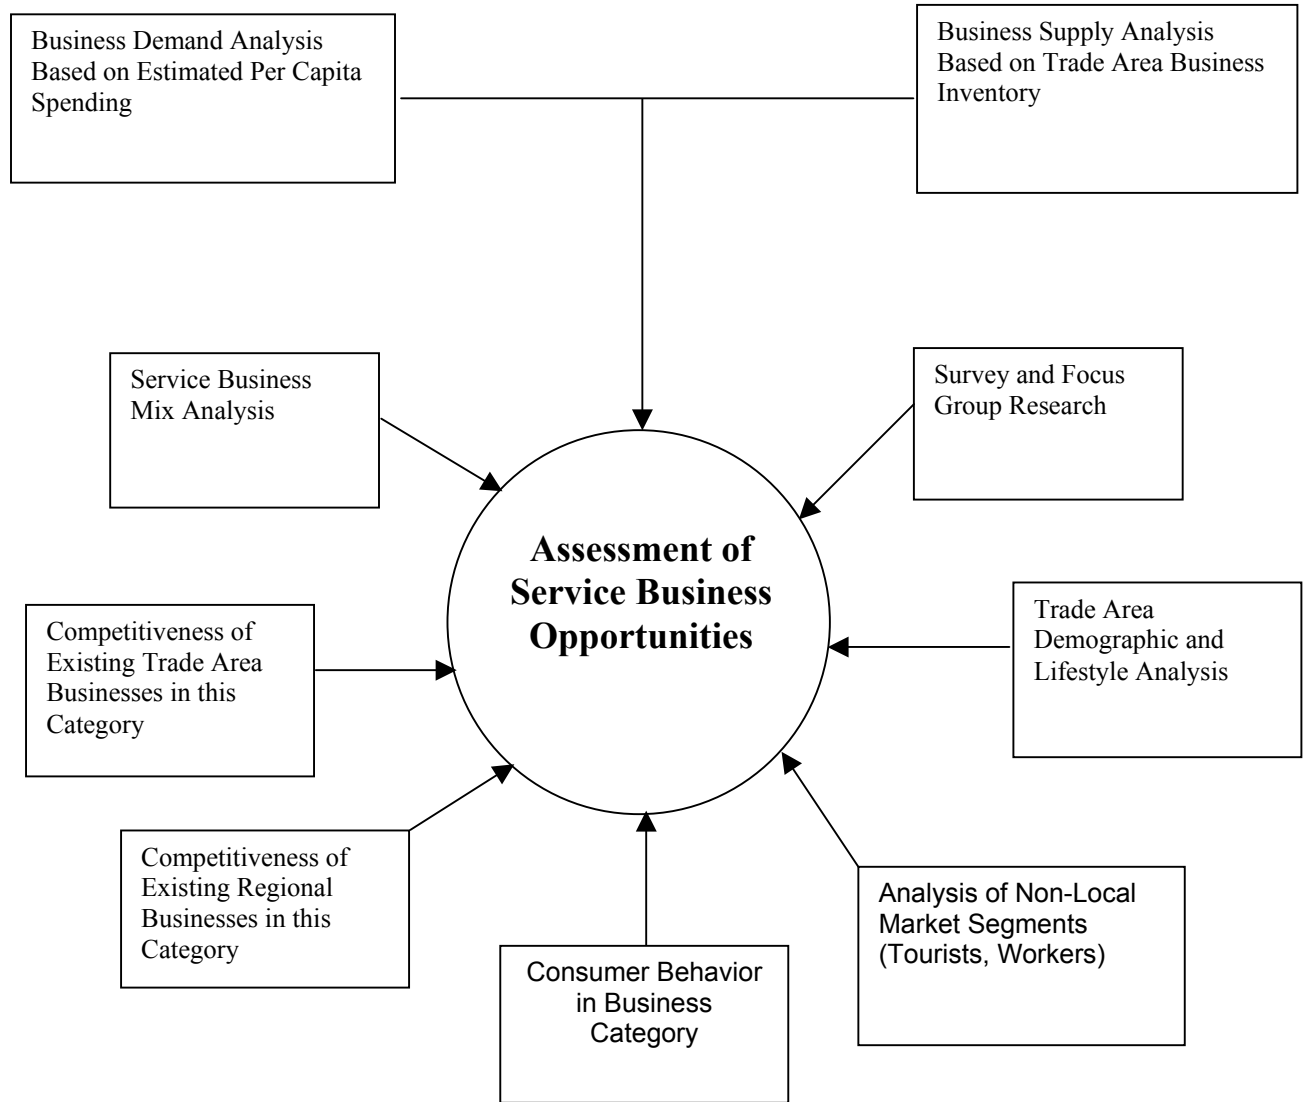 Business Demand Analysis
Based on Estimated Per Capita
Spending
Business Supply Analysis
Based on Trade Area Business
Inventory
Service Business
Mix Analysis
Survey and Focus
Group Research
Assessment of
Service Business
Opportunities
Competitiveness of
Existing Trade Area
Businesses in this
Category
Trade Area
Demographic and
Lifestyle Analysis
Competitiveness of
Existing Regional
Businesses in this
Category
Consumer Behavior
in Business
Category
Analysis of Non-Local
Market Segments
(Tourists, Workers)